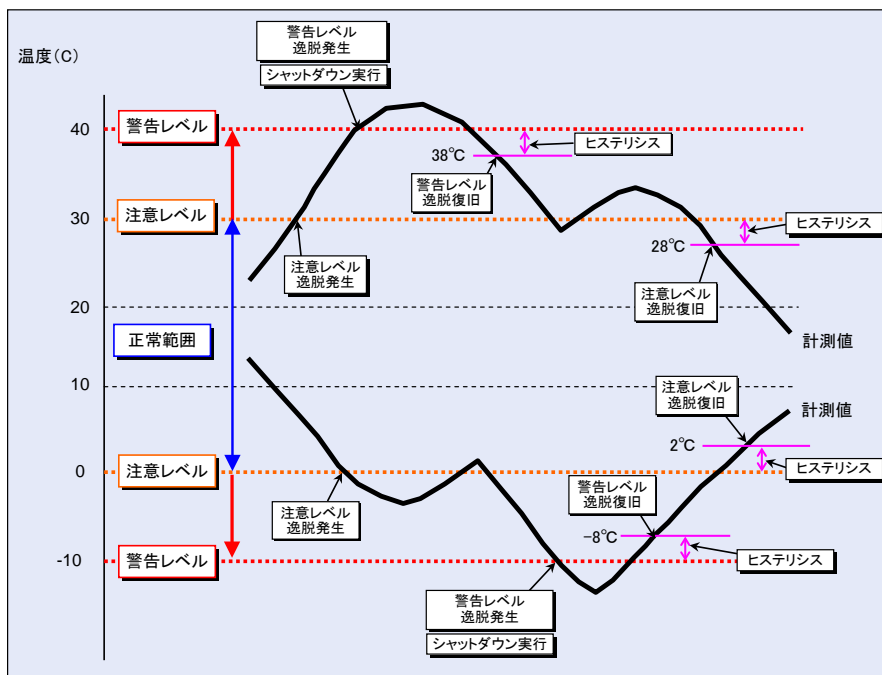 温度(C)
警告レベル
逸脱発生
シャットダウン実行
40
警告レベル
ヒステリシス
38℃
警告レベル
逸脱復旧
30
注意レベル
ヒステリシス
28℃
注意レベル
逸脱発生
注意レベル
逸脱復旧
20
正常範囲
計測値
10
注意レベル
逸脱復旧
計測値
2℃
0
注意レベル
ヒステリシス
注意レベル
逸脱発生
警告レベル
逸脱復旧
-8℃
-10
警告レベル
ヒステリシス
警告レベル
逸脱発生
シャットダウン実行